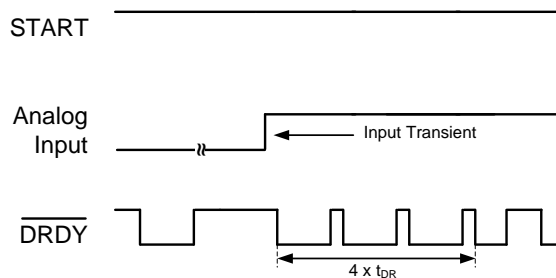 START
Analog
Input
Input Transient
DRDY
4 x tDR